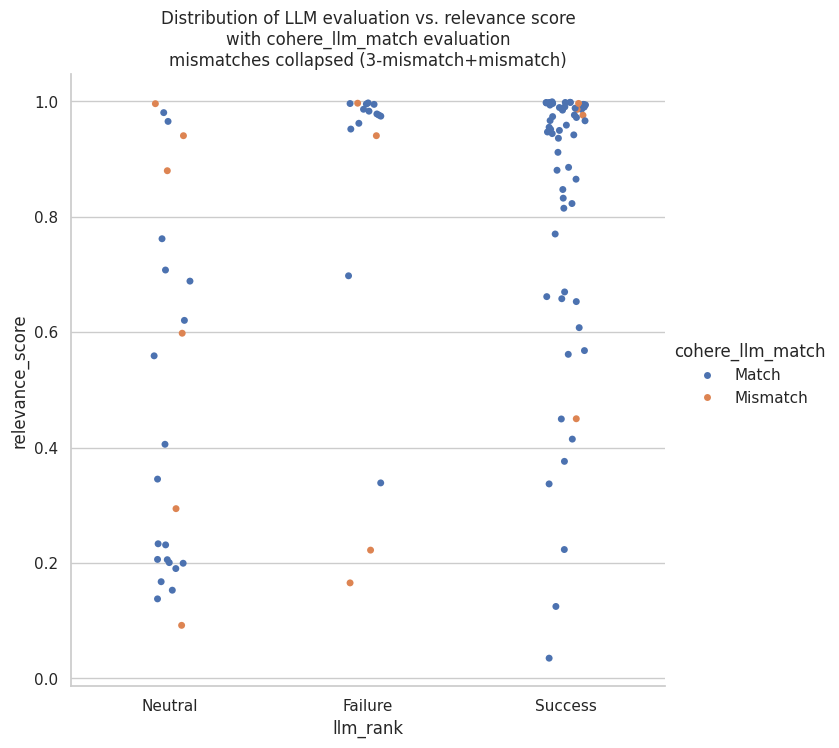 Distribution of LLM evaluation vs. relevance score
with cohere_llm_match evaluation
mismatches collapsed (3-mismatch+mismatch)
1.0
0.8
0.6
0.4
0.2
0.0
relevance_score
Neutral
Failure
Success
llm_rank
cohere_llm_match
Match
Mismatch